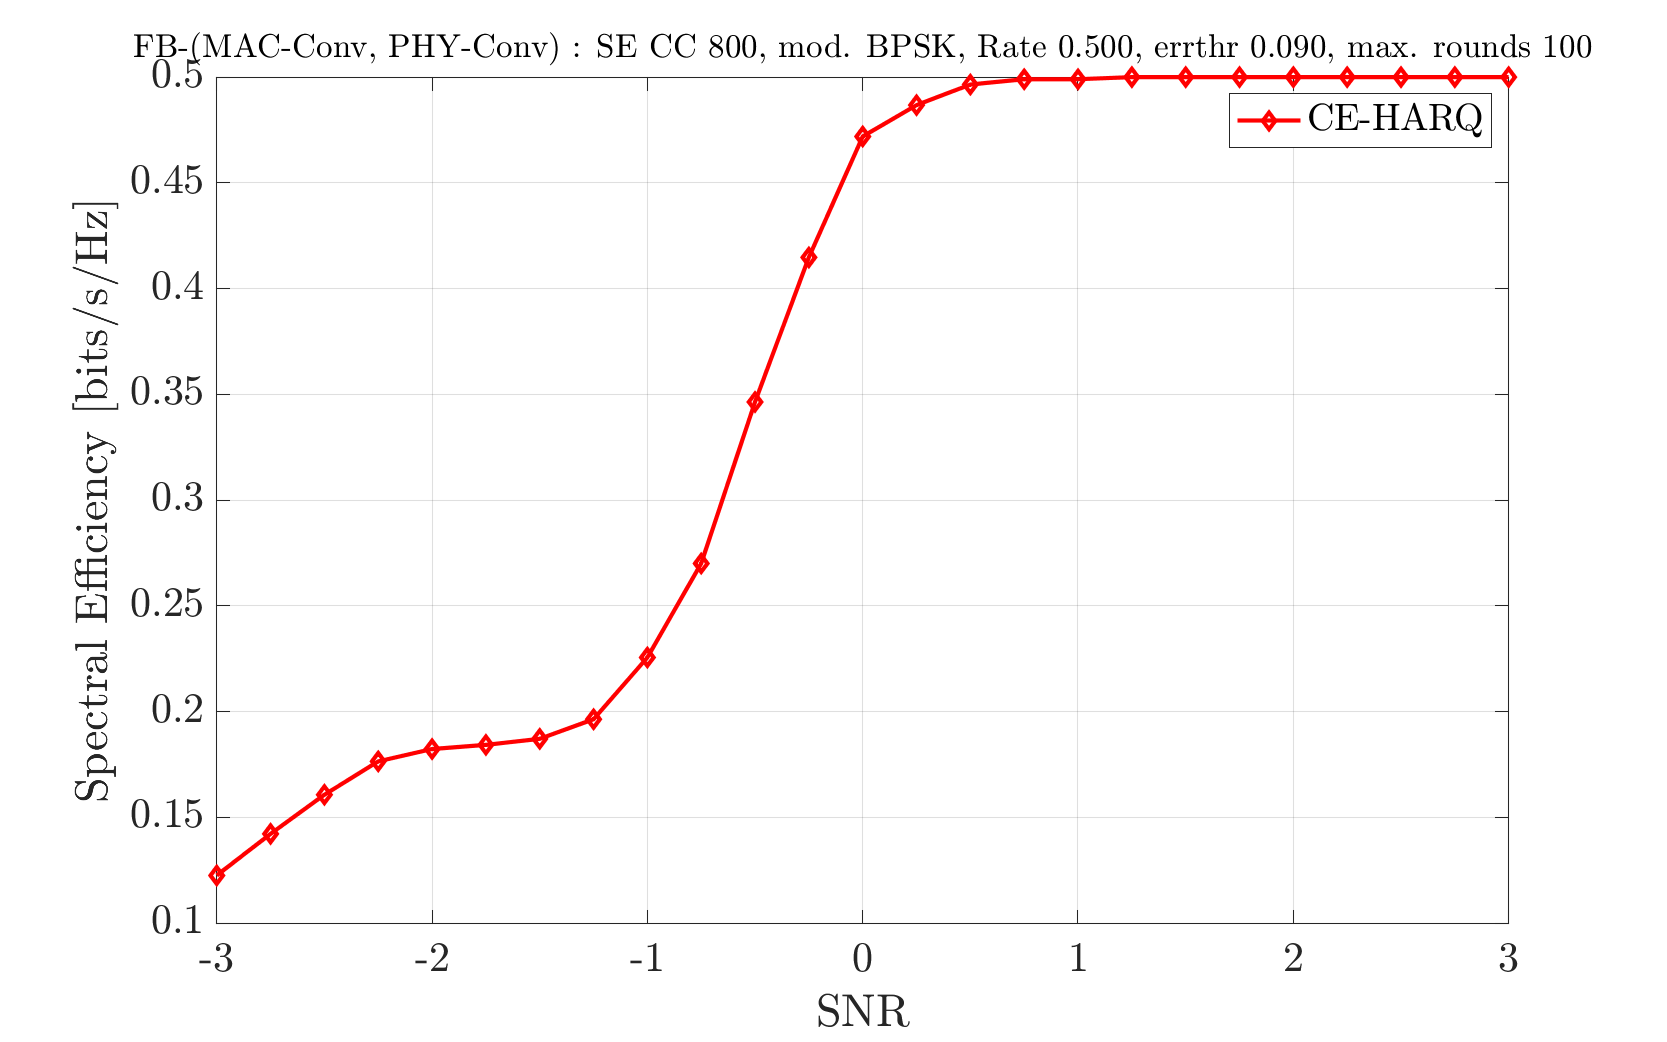 FB-(MAC-Conv, PHY-Conv) : SE CC 800, mod. BPSK, Rate 0.500, errthr 0.090, max. rounds 100
CE-HARQ
Spectral Efficiency [bits/s/Hz]
0.5
0.45
0.4
0.35
0.3
0.25
0.2
0.15
0.1
-3 -2 -1 0 1 2 3
SNR